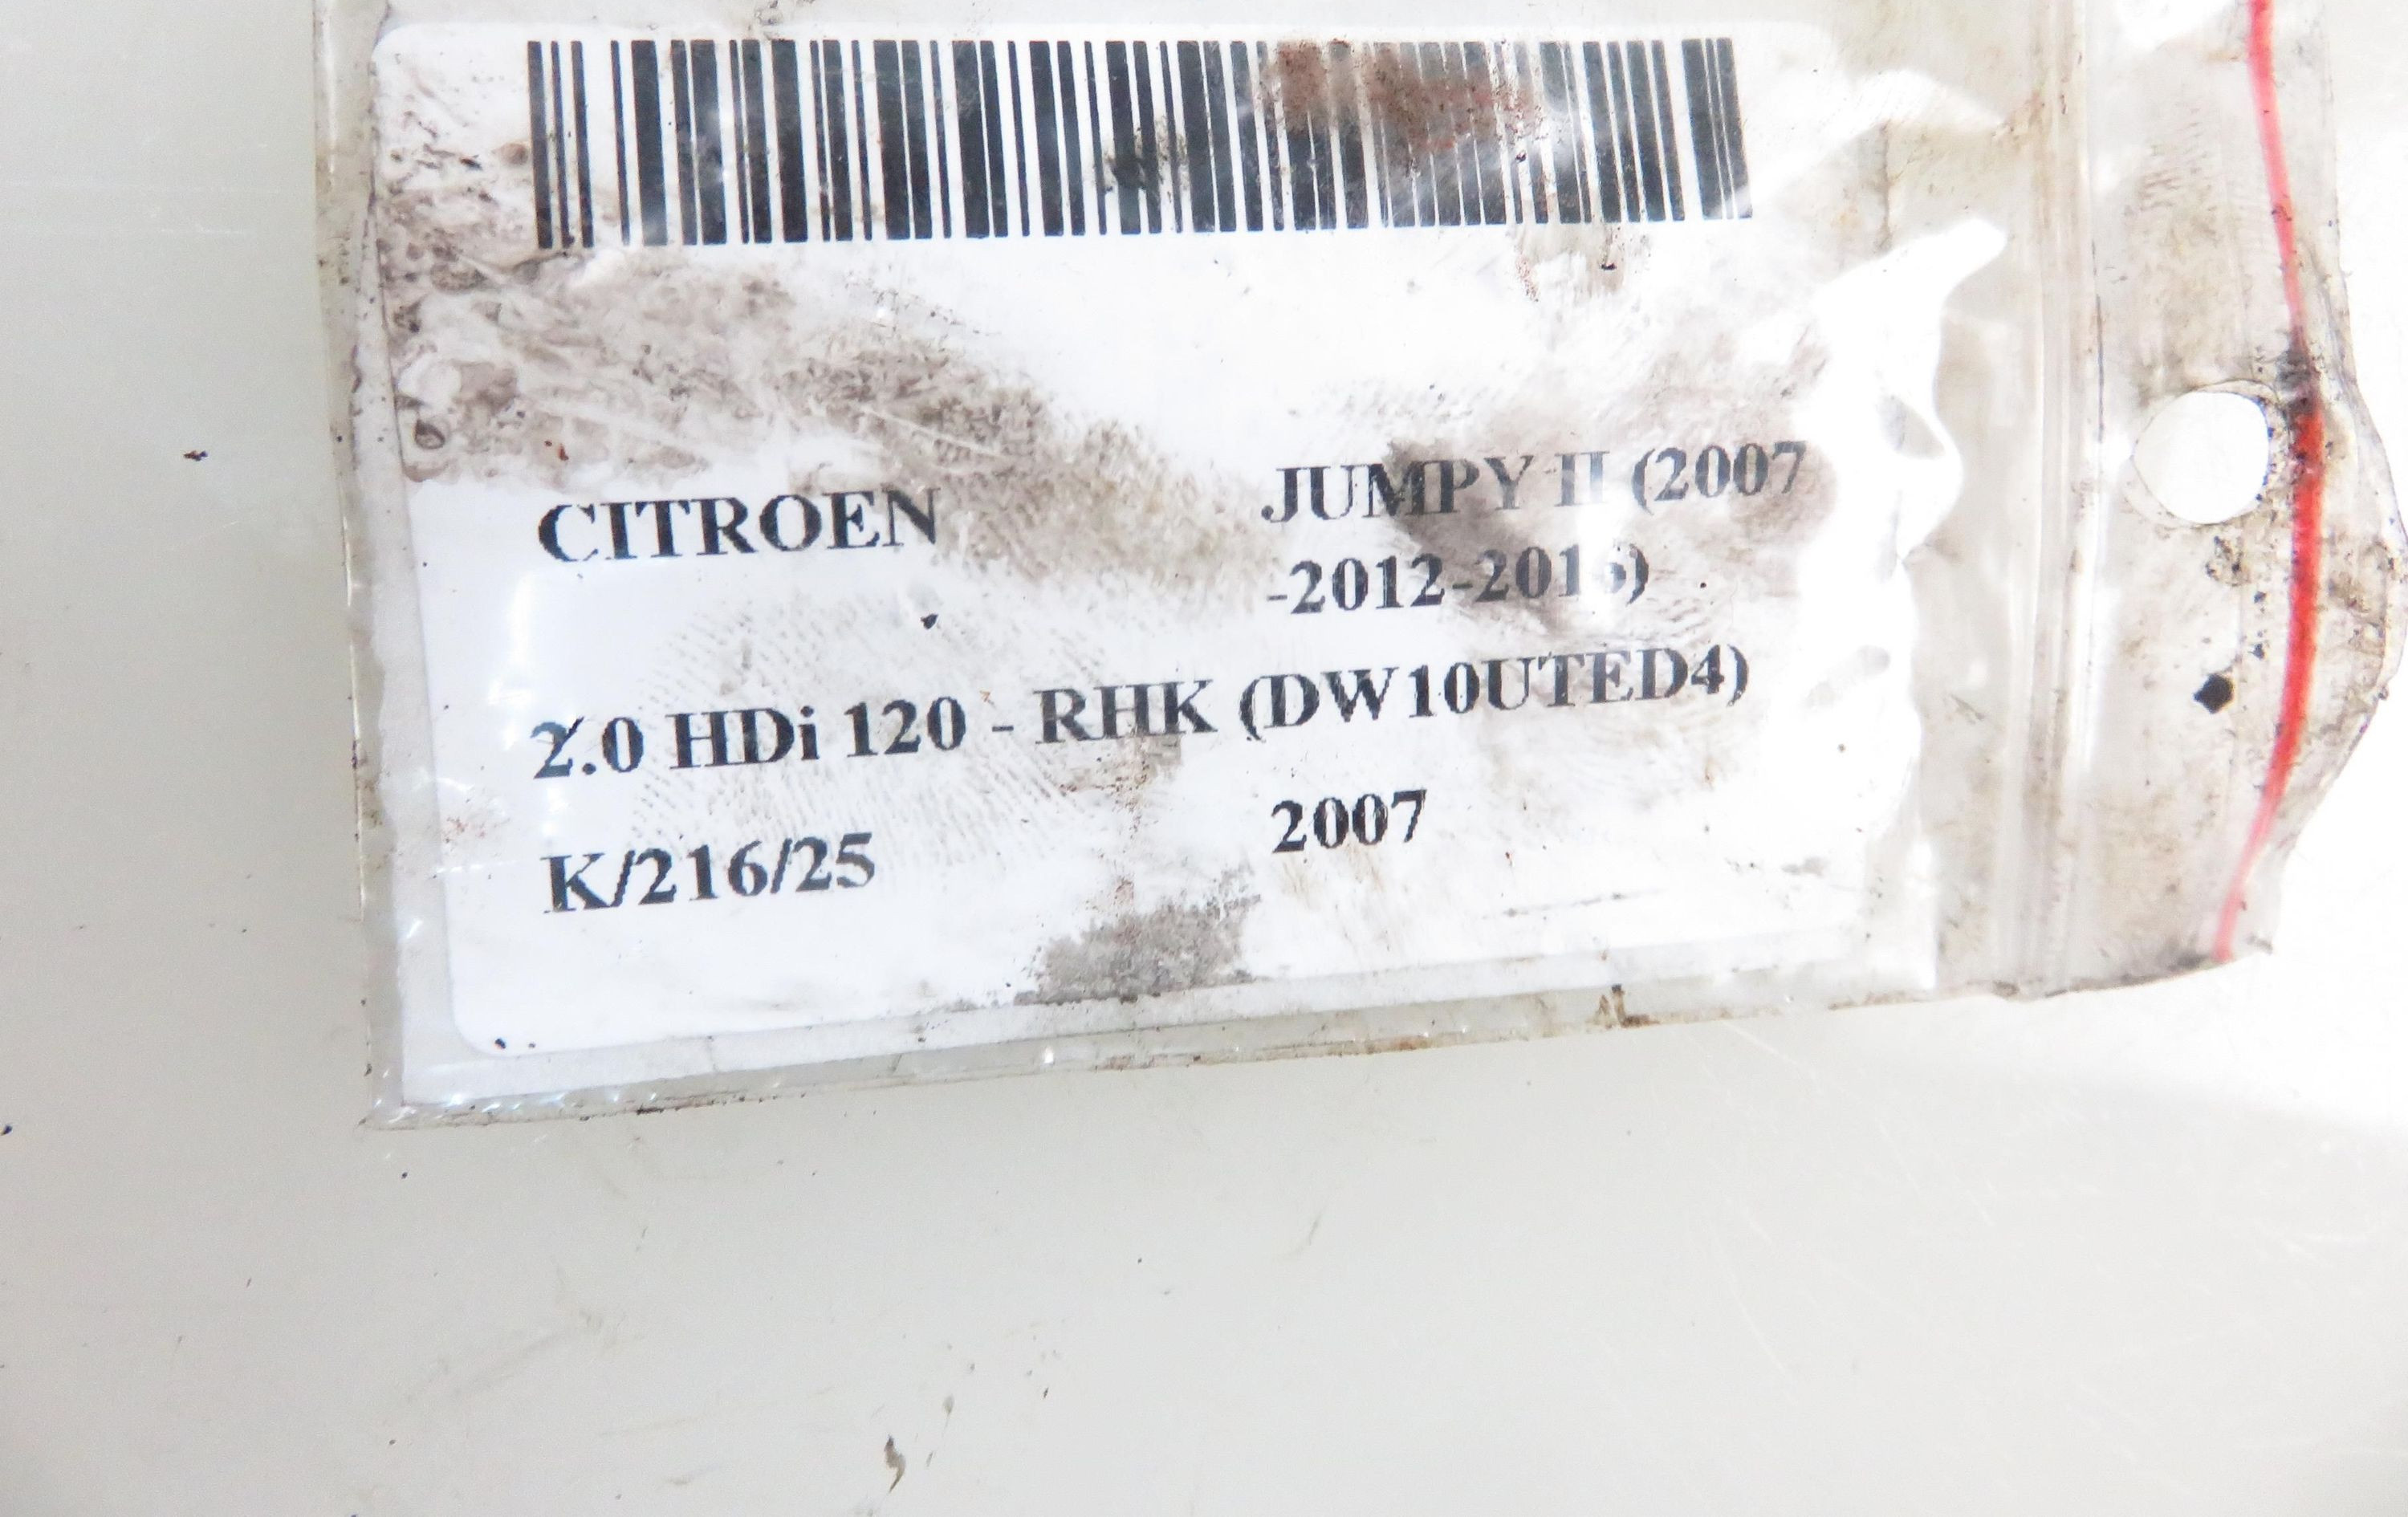 CITROEN
JUMPY II (2007
-2012-2016)
2.0 HDi 120 - RHK (DW10UTED4)
K/216/25
2007